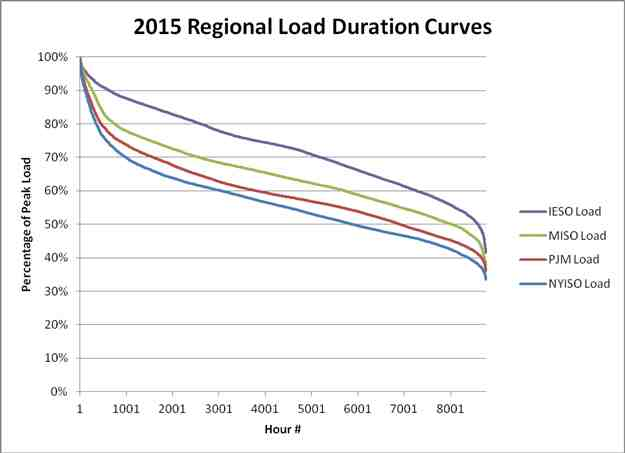 2015 Regional Load Duration Curves
100%
90%
80%
70%
60%
50%
40%
30%
20%
10%
0%
Percentage of Peak Load
1 1001 2001 3001 4001 5001 6001 7001 8001
Hour #
IESO Load
MISO Load
PJM Load
NYISO Load